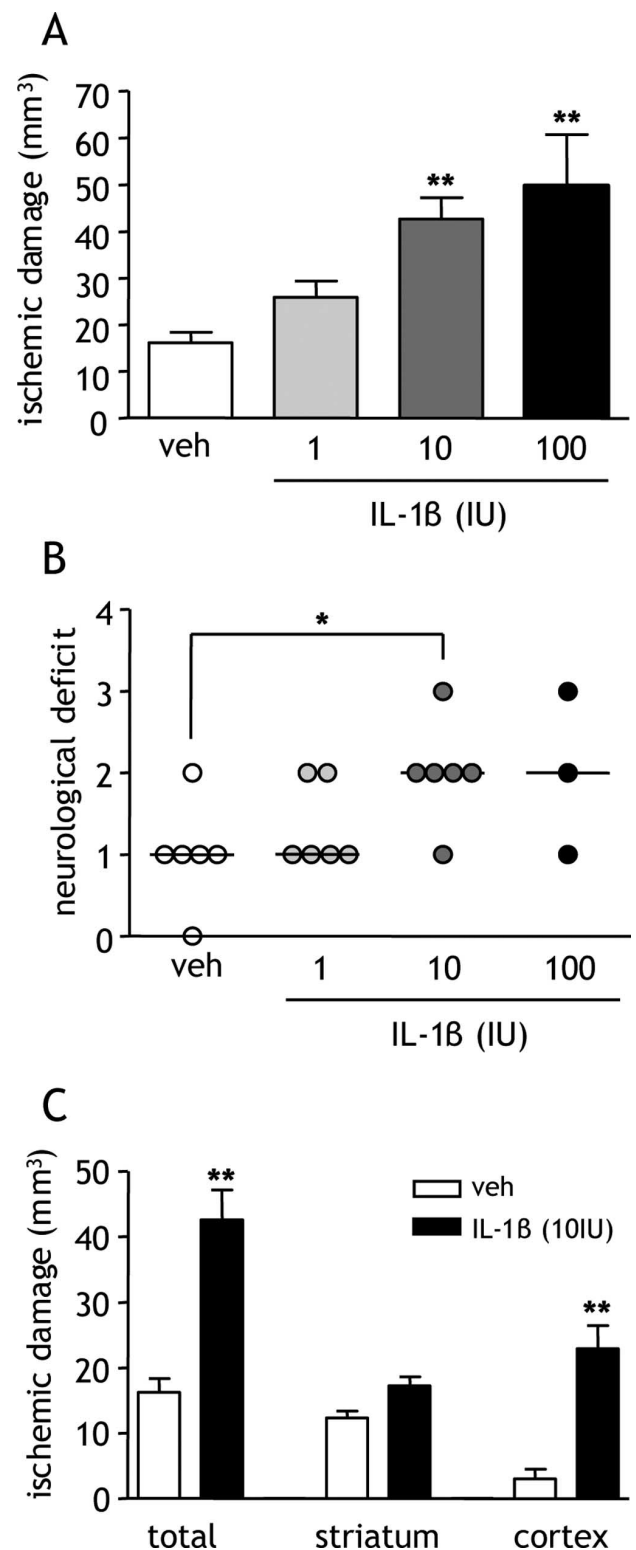 A
ischemic damage (mm³)
70
60
50
40
30
20
10
0
**
**
veh
1
10
100
IL-1ß (IU)
B
neurological deficit
4
3
2
1
0
*
veh
1
10
100
IL-1ß (IU)
C
ischemic damage (mm³)
50
40
30
20
10
0
**
**
veh
IL-1ß (10IU)
total
striatum
cortex